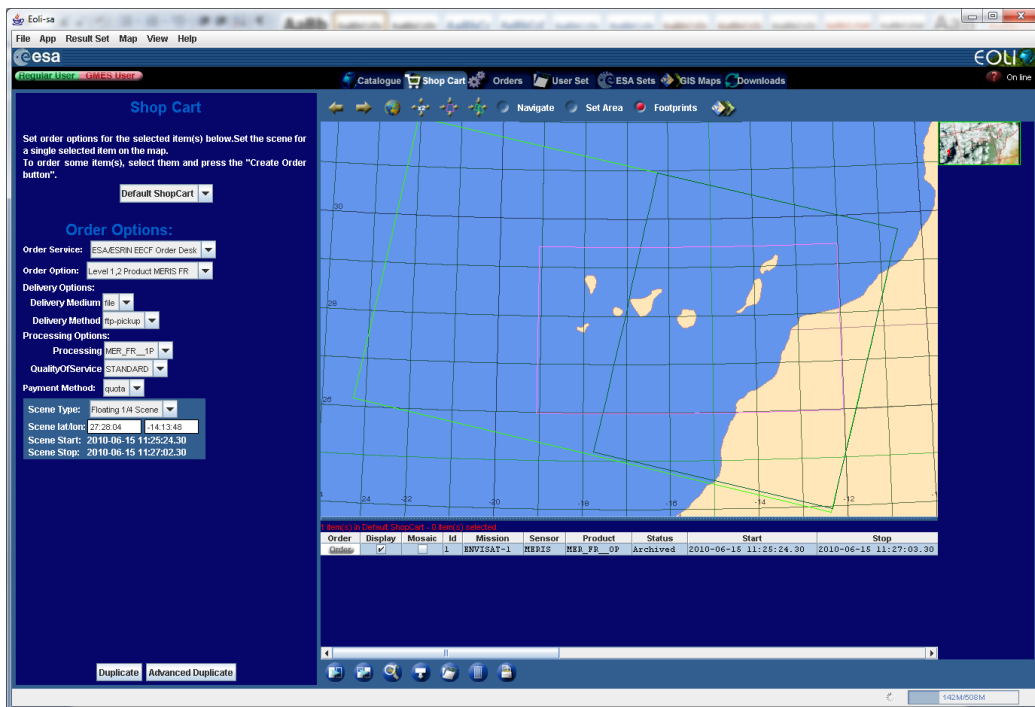 Eoli-sa
File App Result Set Map View Help
esa
EOLI
Regular User GMES User
Catalogue Shop Cart Orders User Set ESA Sets GIS Maps Downloads
On line
Shop Cart
Navigate Set Area Footprints
Set order options for the selected item(s) below.Set the scene for
a single selected item on the map.
To order some item(s), select them and press the "Create Order
button".
Default ShopCart
Order Options:
Order Service: ESA/ESRIN EECF Order Desk
Order Option: Level 1,2 Product MERIS FR
Delivery Options:
Delivery Medium file
Delivery Method ftp-pickup
Processing Options:
Processing MER_FR__1P
QualityOfService STANDARD
Payment Method: quota
Scene Type: Floating 1/4 Scene
Scene lat/lon: 27:28:04 -14:13:48
Scene Start: 2010-06-15 11:25:24.30
Scene Stop: 2010-06-15 11:27:02.30
30
28
26
-24 -22 -20 -18 -16 -14 -12
1 item(s) in Default ShopCart - 0 item(s) selected
Order Display Mosaic Id Mission Sensor Product Status Start Stop
Order 1 ENVISAT-1 MERIS MER_FR__0P Archived 2010-06-15 11:25:24.30 2010-06-15 11:27:03.30
Duplicate Advanced Duplicate
142M/508M